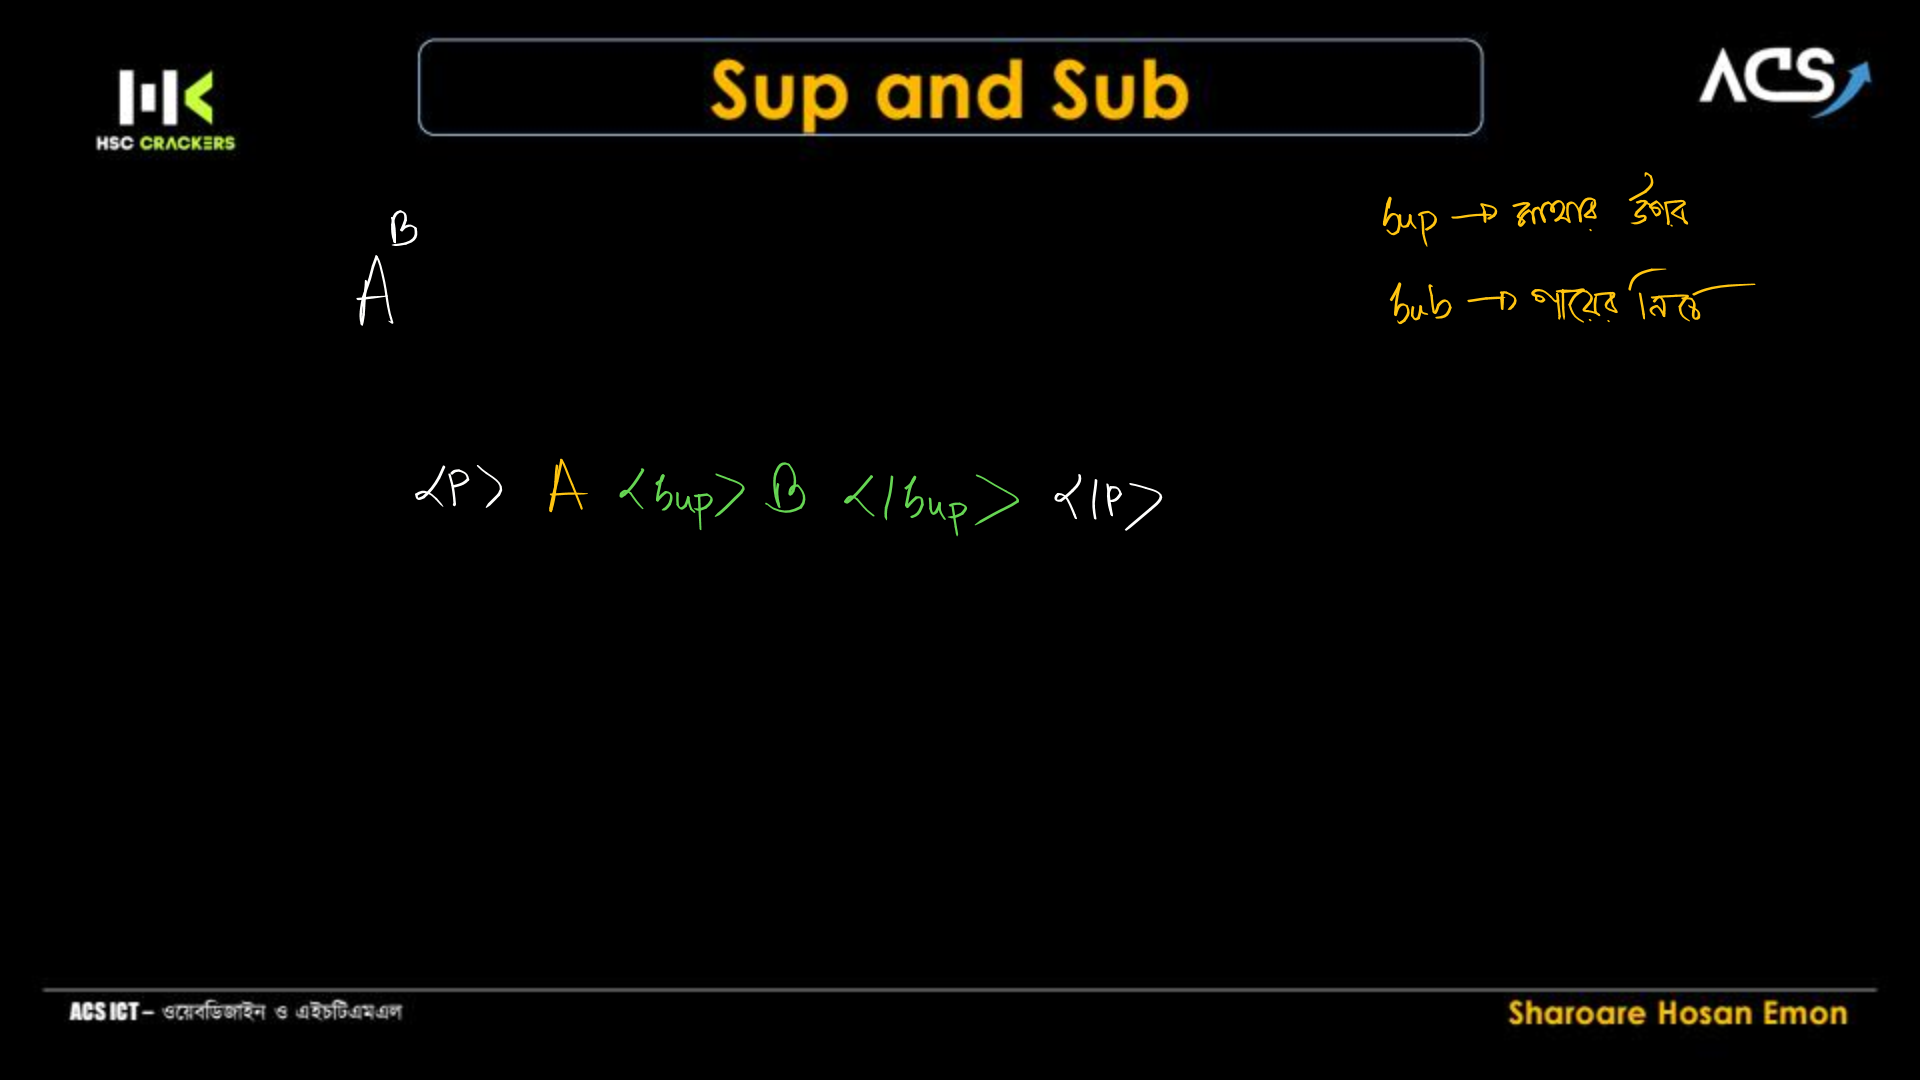 HSC CRACKERS
Sup and Sub
ACS
sup → মাথার উপর
sub → পায়ের নিচে
A^B
<P> A <sup> B </sup> </P>
ACS ICT – ওয়েবডিজাইন ও এইচটিএমএল
Sharoare Hosan Emon